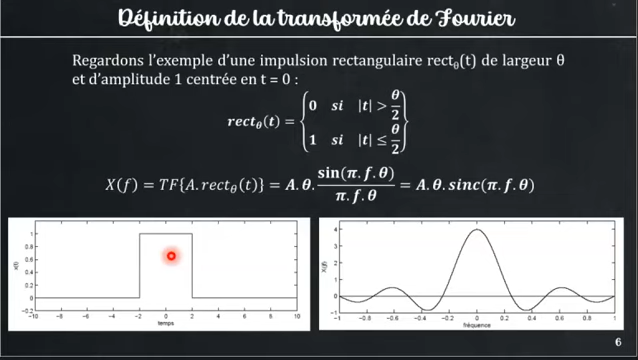 Définition de la transformée de Fourier
Regardons l'exemple d'une impulsion rectangulaire rectθ(t) de largeur θ
et d'amplitude 1 centrée en t = 0 :
rectθ(t) = { 0 si |t| > θ/2
1 si |t| ≤ θ/2 }
X(f) = TF{A.rectθ(t)} = A.θ. sin(π.f.θ) / π.f.θ = A.θ.sinc(π.f.θ)
x(t)
1
0.8
0.6
0.4
0.2
0
-0.2
-10 -8 -6 -4 -2 0 2 4 6 8 10
temps
X(f)
4
3
2
1
0
-1
-1 -0.8 -0.6 -0.4 -0.2 0 0.2 0.4 0.6 0.8 1
fréquence
6